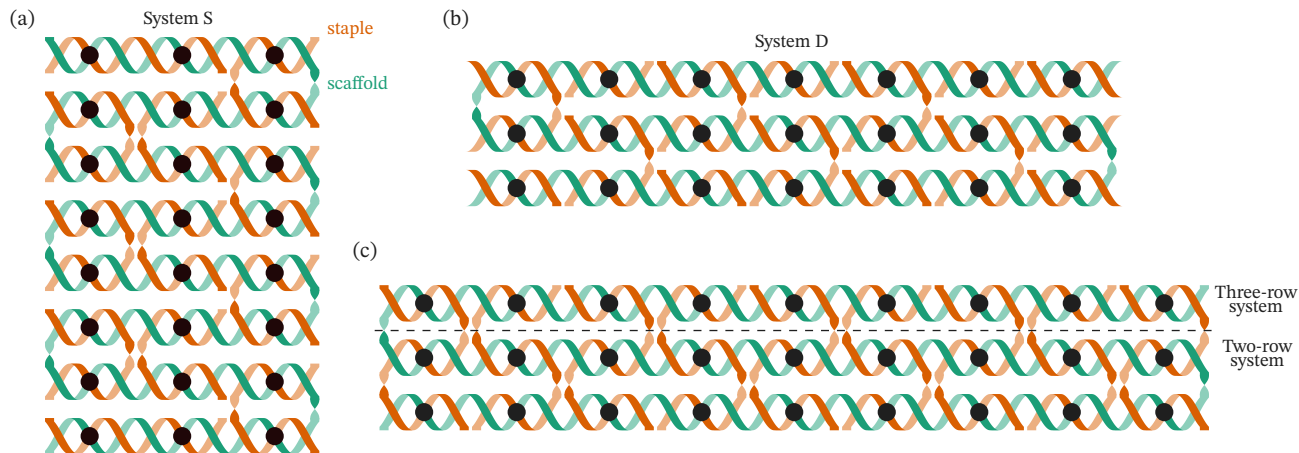 (a)
System S
staple
scaffold
(b)
System D
(c)
Three-row
system
Two-row
system